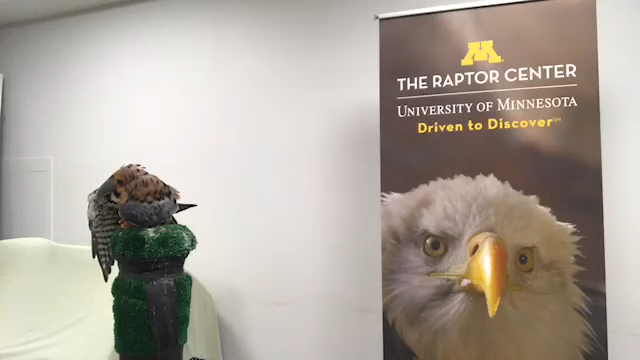 M
THE RAPTOR CENTER
UNIVERSITY OF MINNESOTA
Driven to Discover℠